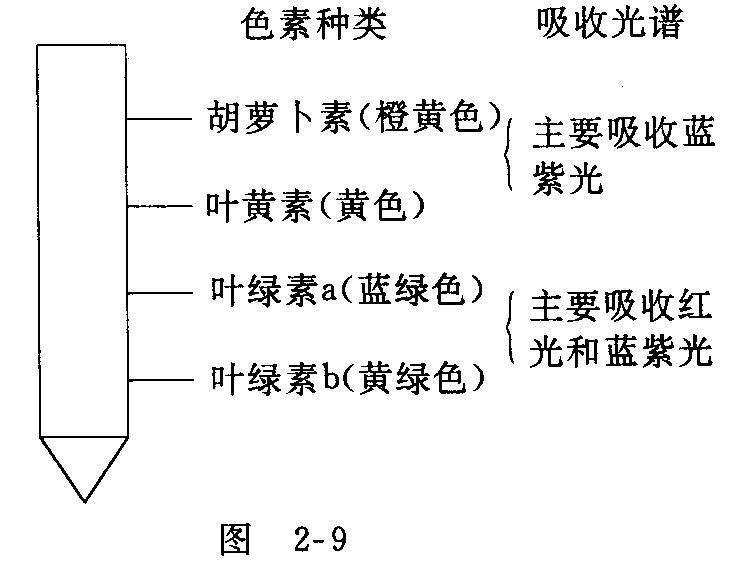 色素种类 吸收光谱
胡萝卜素(橙黄色)
叶黄素(黄色)
主要吸收蓝
紫光
叶绿素a(蓝绿色)
叶绿素b(黄绿色)
主要吸收红
光和蓝紫光
图 2-9